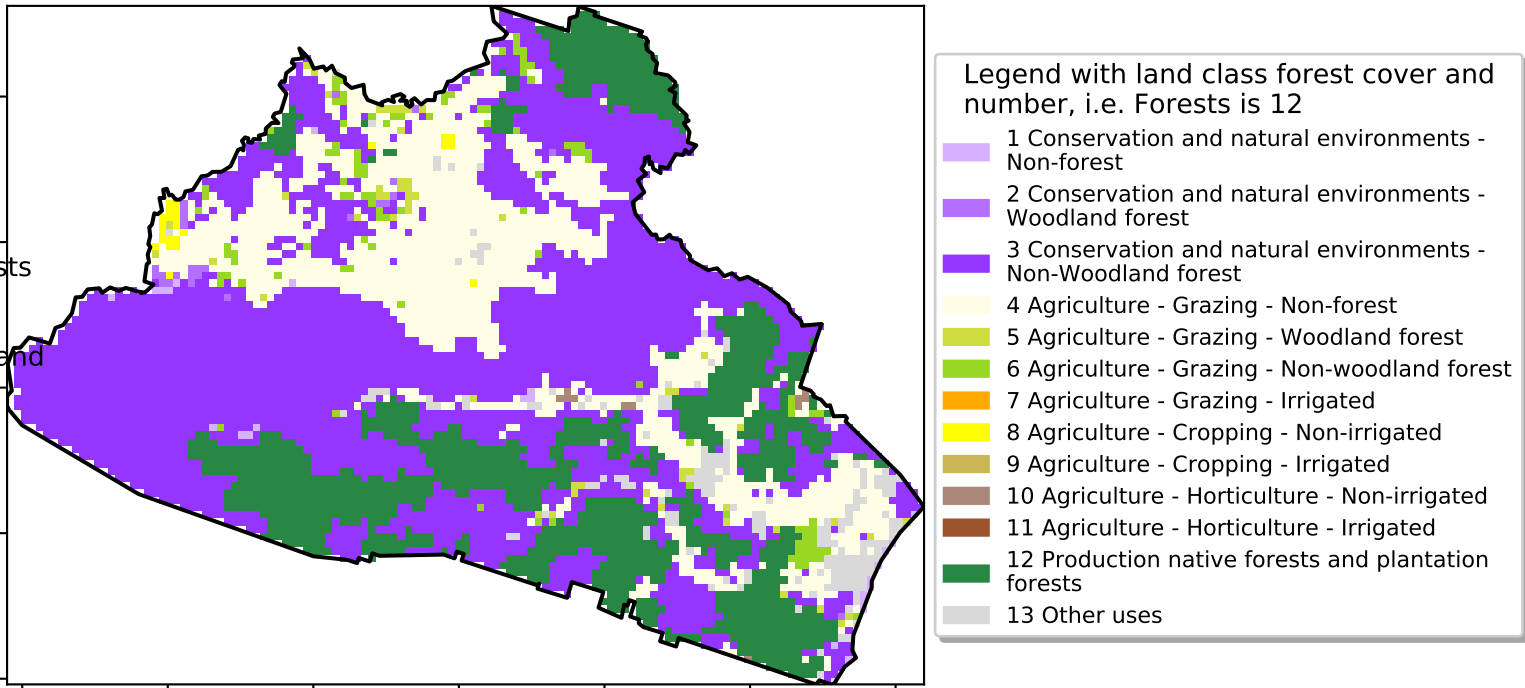 sts
and
Legend with land class forest cover and
number, i.e. Forests is 12
1 Conservation and natural environments -
Non-forest
2 Conservation and natural environments -
Woodland forest
3 Conservation and natural environments -
Non-Woodland forest
4 Agriculture - Grazing - Non-forest
5 Agriculture - Grazing - Woodland forest
6 Agriculture - Grazing - Non-woodland forest
7 Agriculture - Grazing - Irrigated
8 Agriculture - Cropping - Non-irrigated
9 Agriculture - Cropping - Irrigated
10 Agriculture - Horticulture - Non-irrigated
11 Agriculture - Horticulture - Irrigated
12 Production native forests and plantation
forests
13 Other uses